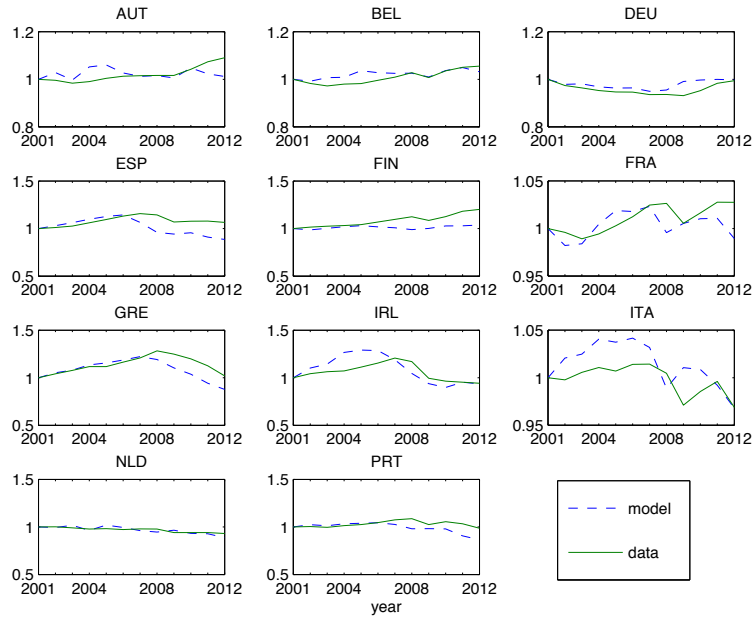 AUT BEL DEU
1.2 1.2 1.2
1 1 1
0.8 0.8 0.8
2001 2004 2008 2012 2001 2004 2008 2012 2001 2004 2008 2012
ESP FIN FRA
1.5 1.5 1.05
1 1 1
0.5 0.5 0.95
2001 2004 2008 2012 2001 2004 2008 2012 2001 2004 2008 2012
GRE IRL ITA
1.5 1.5 1.05
1 1 1
0.5 0.5 0.95
2001 2004 2008 2012 2001 2004 2008 2012 2001 2004 2008 2012
NLD PRT
1.5 1.5
1 1
0.5 0.5
2001 2004 2008 2012 2001 2004 2008 2012
year
model
data